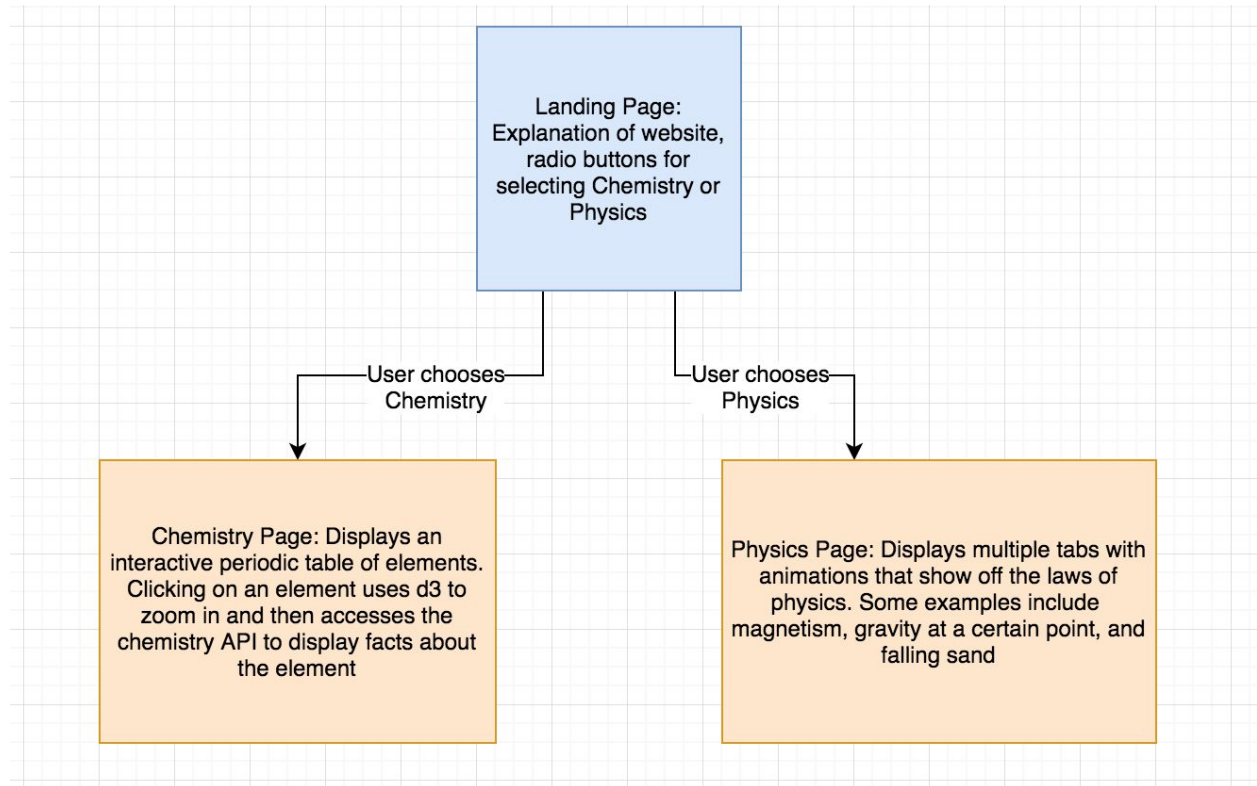 Landing Page:
Explanation of website,
radio buttons for
selecting Chemistry or
Physics
User chooses
Chemistry
User chooses
Physics
Chemistry Page: Displays an
interactive periodic table of elements.
Clicking on an element uses d3 to
zoom in and then accesses the
chemistry API to display facts about
the element
Physics Page: Displays multiple tabs with
animations that show off the laws of
physics. Some examples include
magnetism, gravity at a certain point, and
falling sand